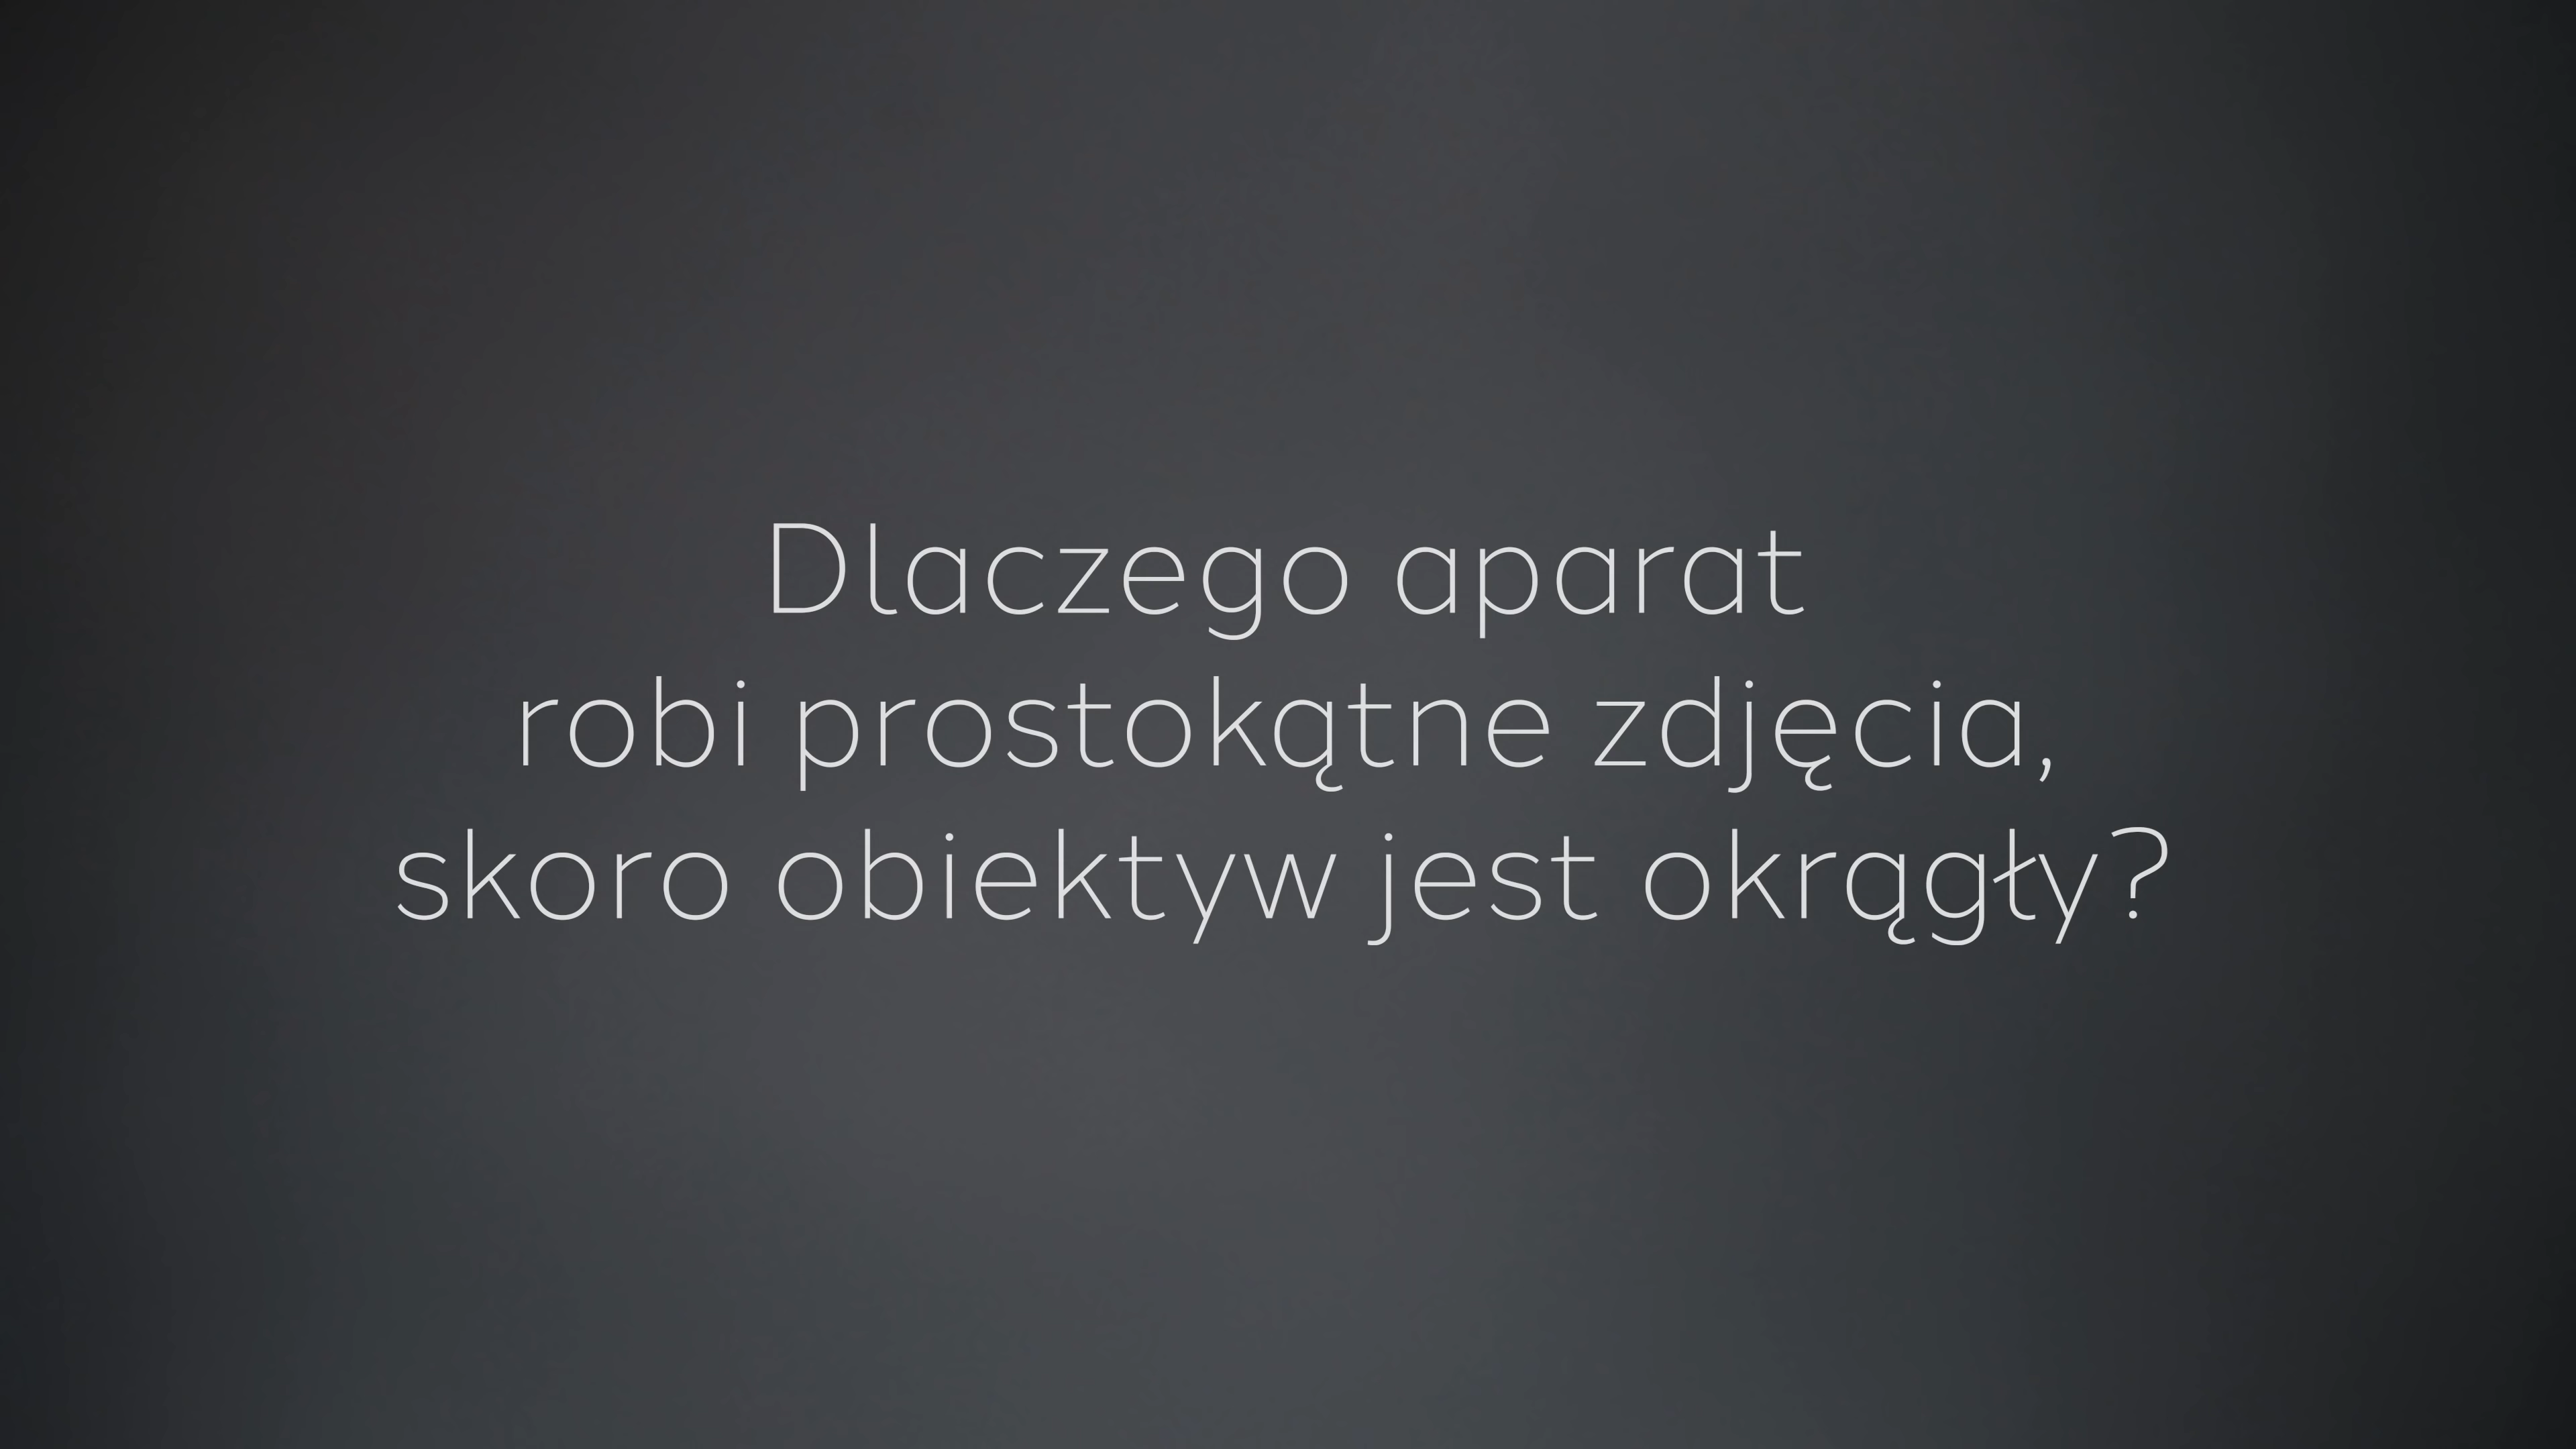 Dlaczego aparat
robi prostokątne zdjęcia,
skoro obiektyw jest okrągły?